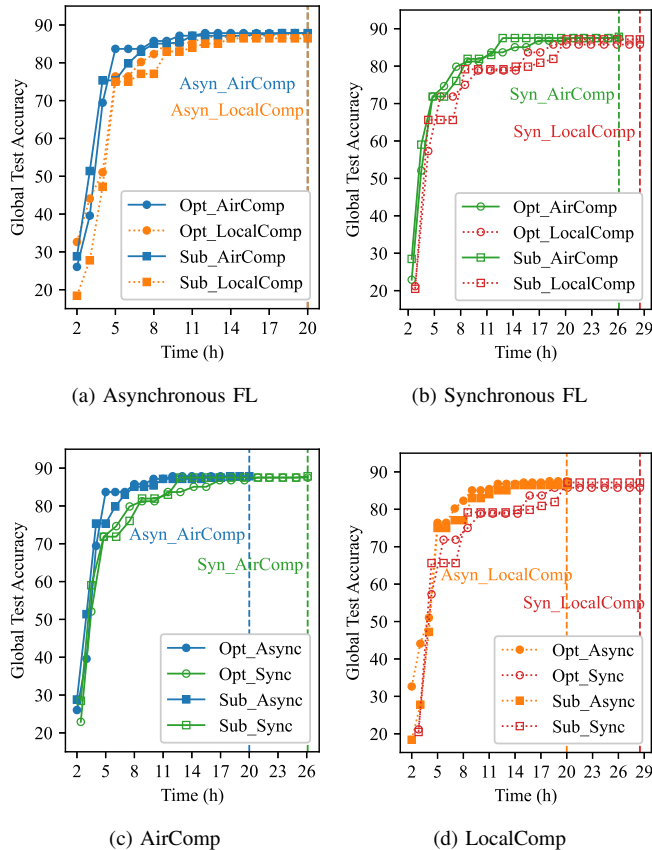 Global Test Accuracy
90
80
70
60
50
40
30
20
Asyn_AirComp
Asyn_LocalComp
Opt_AirComp
Opt_LocalComp
Sub_AirComp
Sub_LocalComp
2 5 8 11 14 17 20
Time (h)
(a) Asynchronous FL
Global Test Accuracy
90
80
70
60
50
40
30
20
Syn_AirComp
Syn_LocalComp
Opt_AirComp
Opt_LocalComp
Sub_AirComp
Sub_LocalComp
2 5 8 11 14 17 20 23 26 29
Time (h)
(b) Synchronous FL
Global Test Accuracy
90
80
70
60
50
40
30
20
Asyn_AirComp
Syn_AirComp
Opt_Async
Opt_Sync
Sub_Async
Sub_Sync
2 5 8 11 14 17 20 23 26
Time (h)
(c) AirComp
Global Test Accuracy
90
80
70
60
50
40
30
20
Asyn_LocalComp
Syn_LocalComp
Opt_Async
Opt_Sync
Sub_Async
Sub_Sync
2 5 8 11 14 17 20 23 26 29
Time (h)
(d) LocalComp